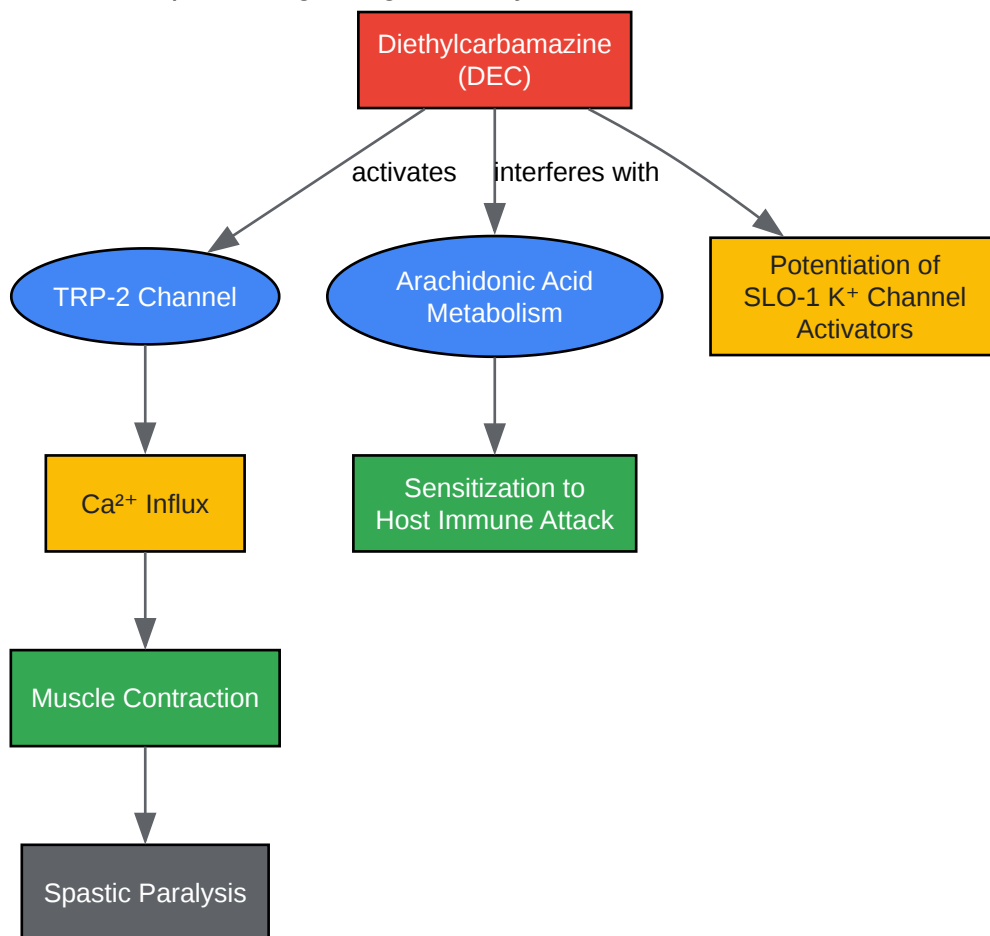 Diethylcarbamazine
(DEC)
activates
interferes with
TRP-2 Channel
Arachidonic Acid
Metabolism
Potentiation of
SLO-1 K⁺ Channel
Activators
Ca²⁺ Influx
Sensitization to
Host Immune Attack
Muscle Contraction
Spastic Paralysis